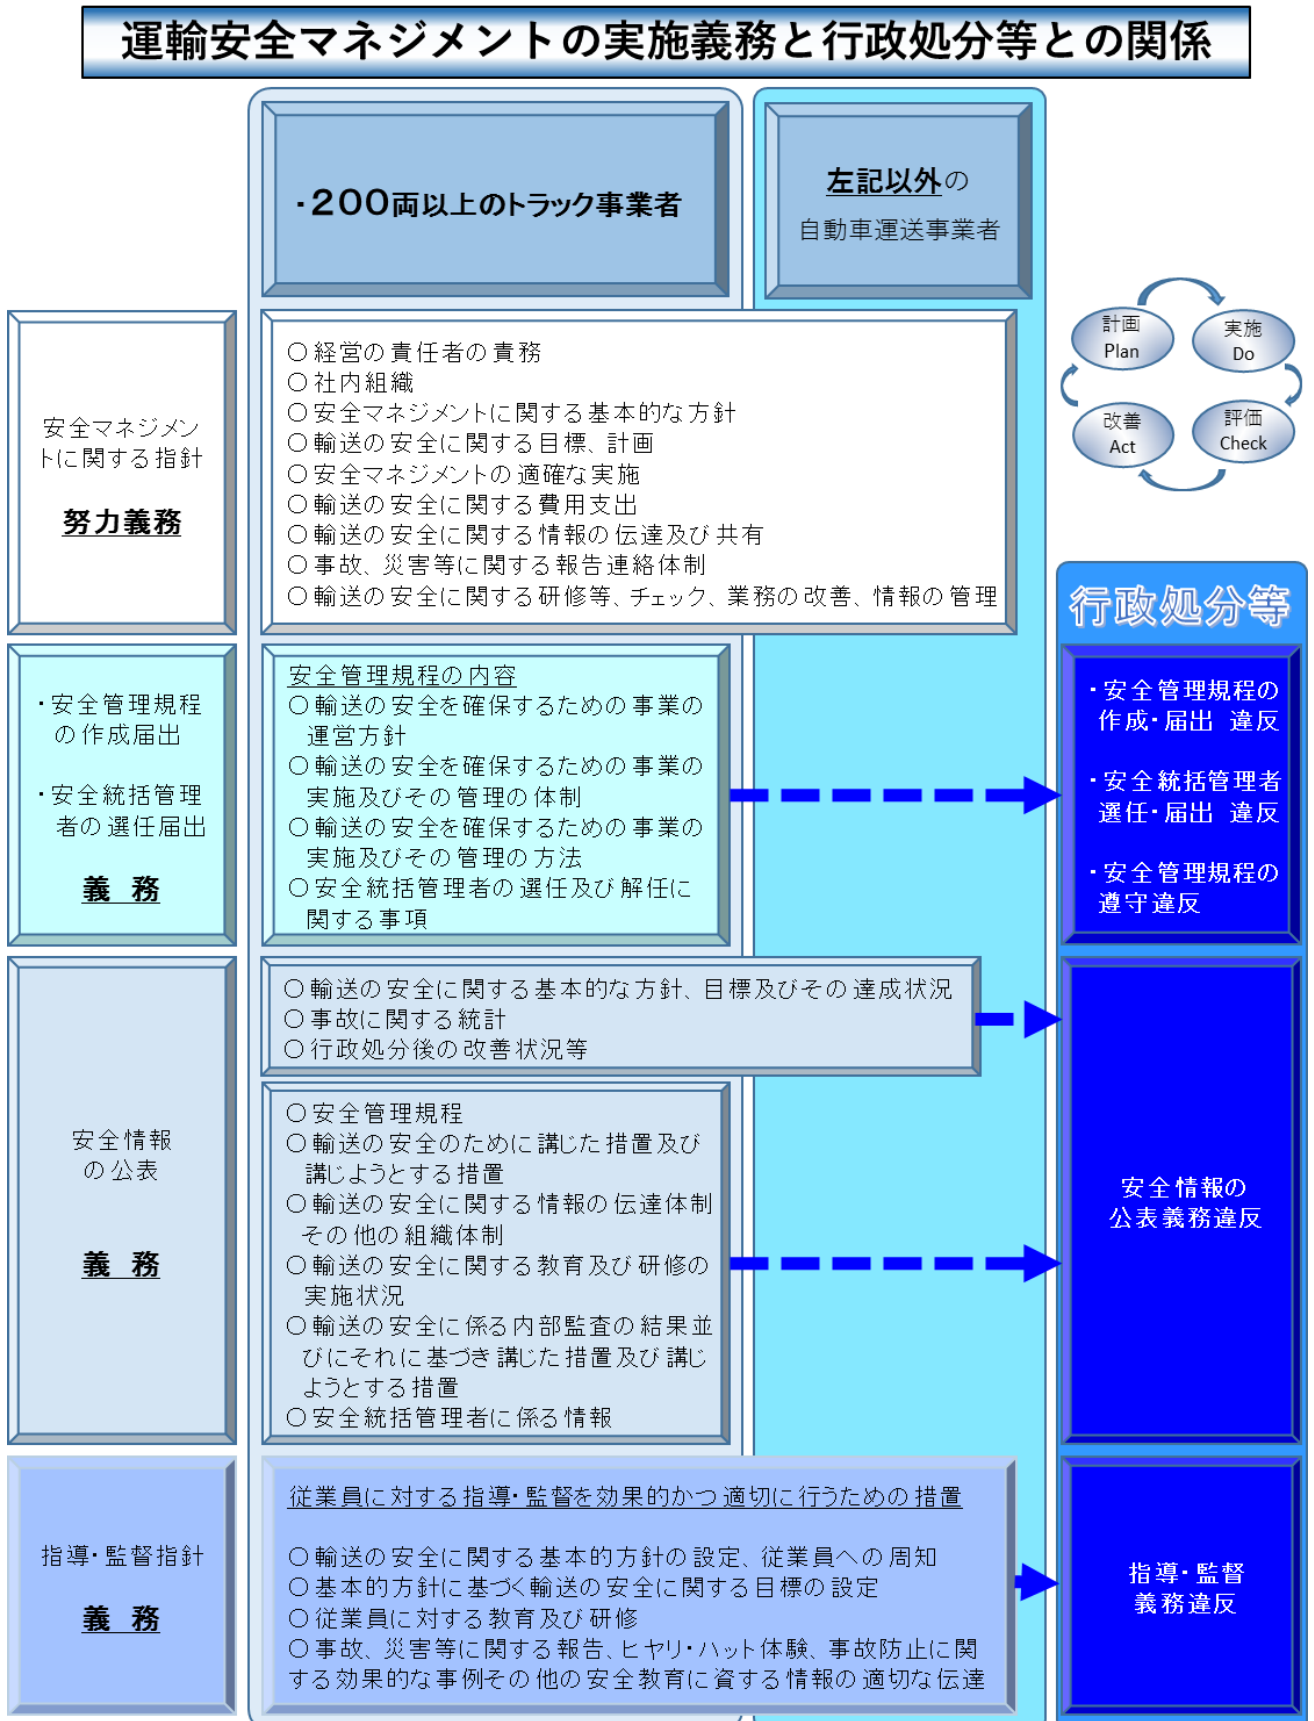 運輸安全マネジメントの実施義務と行政処分等との関係
・200両以上のトラック事業者
左記以外の
自動車運送事業者
計画
Plan
実施
Do
改善
Act
評価
Check
安全マネジメン
トに関する指針
努力義務
○経営の責任者の責務
○社内組織
○安全マネジメントに関する基本的な方針
○輸送の安全に関する目標、計画
○安全マネジメントの適確な実施
○輸送の安全に関する費用支出
○輸送の安全に関する情報の伝達及び共有
○事故、災害等に関する報告連絡体制
○輸送の安全に関する研修等、チェック、業務の改善、情報の管理
行政処分等
・安全管理規程
の作成届出
・安全統括管理
者の選任届出
義 務
安全管理規程の内容
○輸送の安全を確保するための事業の
運営方針
○輸送の安全を確保するための事業の
実施及びその管理の体制
○輸送の安全を確保するための事業の
実施及びその管理の方法
○安全統括管理者の選任及び解任に
関する事項
・安全管理規程の
作成・届出 違反
・安全統括管理者
選任・届出 違反
・安全管理規程の
遵守違反
安全情報
の公表
義 務
○輸送の安全に関する基本的な方針、目標及びその達成状況
○事故に関する統計
○行政処分後の改善状況等
○安全管理規程
○輸送の安全のために講じた措置及び
講じようとする措置
○輸送の安全に関する情報の伝達体制
その他の組織体制
○輸送の安全に関する教育及び研修の
実施状況
○輸送の安全に係る内部監査の結果並
びにそれに基づき講じた措置及び講じ
ようとする措置
○安全統括管理者に係る情報
安全情報の
公表義務違反
指導・監督指針
義 務
従業員に対する指導・監督を効果的かつ適切に行うための措置
○輸送の安全に関する基本的方針の設定、従業員への周知
○基本的方針に基づく輸送の安全に関する目標の設定
○従業員に対する教育及び研修
○事故、災害等に関する報告、ヒヤリ・ハット体験、事故防止に関
する効果的な事例その他の安全教育に資する情報の適切な伝達
指導・監督
義務違反